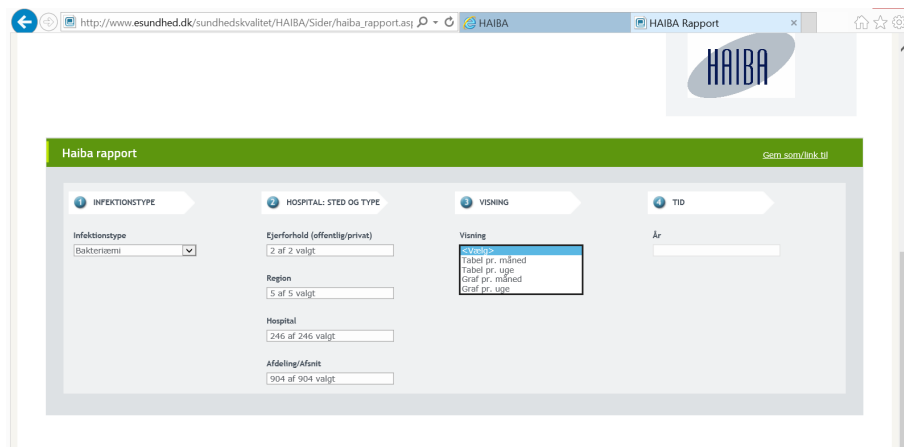 http://www.esundhed.dk/sundhedskvalitet/HAIBA/Sider/haiba_rapport.asp
HAIBA
HAIBA Rapport
HAIBA
Haiba rapport
Gem som/link til
1 INFEKTIONSTYPE
2 HOSPITAL: STED OG TYPE
3 VISNING
4 TID
Infektionstype
Bakteriæmi
Ejerforhold (offentlig/privat)
2 af 2 valgt
Region
5 af 5 valgt
Hospital
246 af 246 valgt
Afdeling/Afsnit
904 af 904 valgt
Visning
<Vælg>
Tabel pr. måned
Tabel pr. uge
Graf pr. måned
Graf pr. uge
År